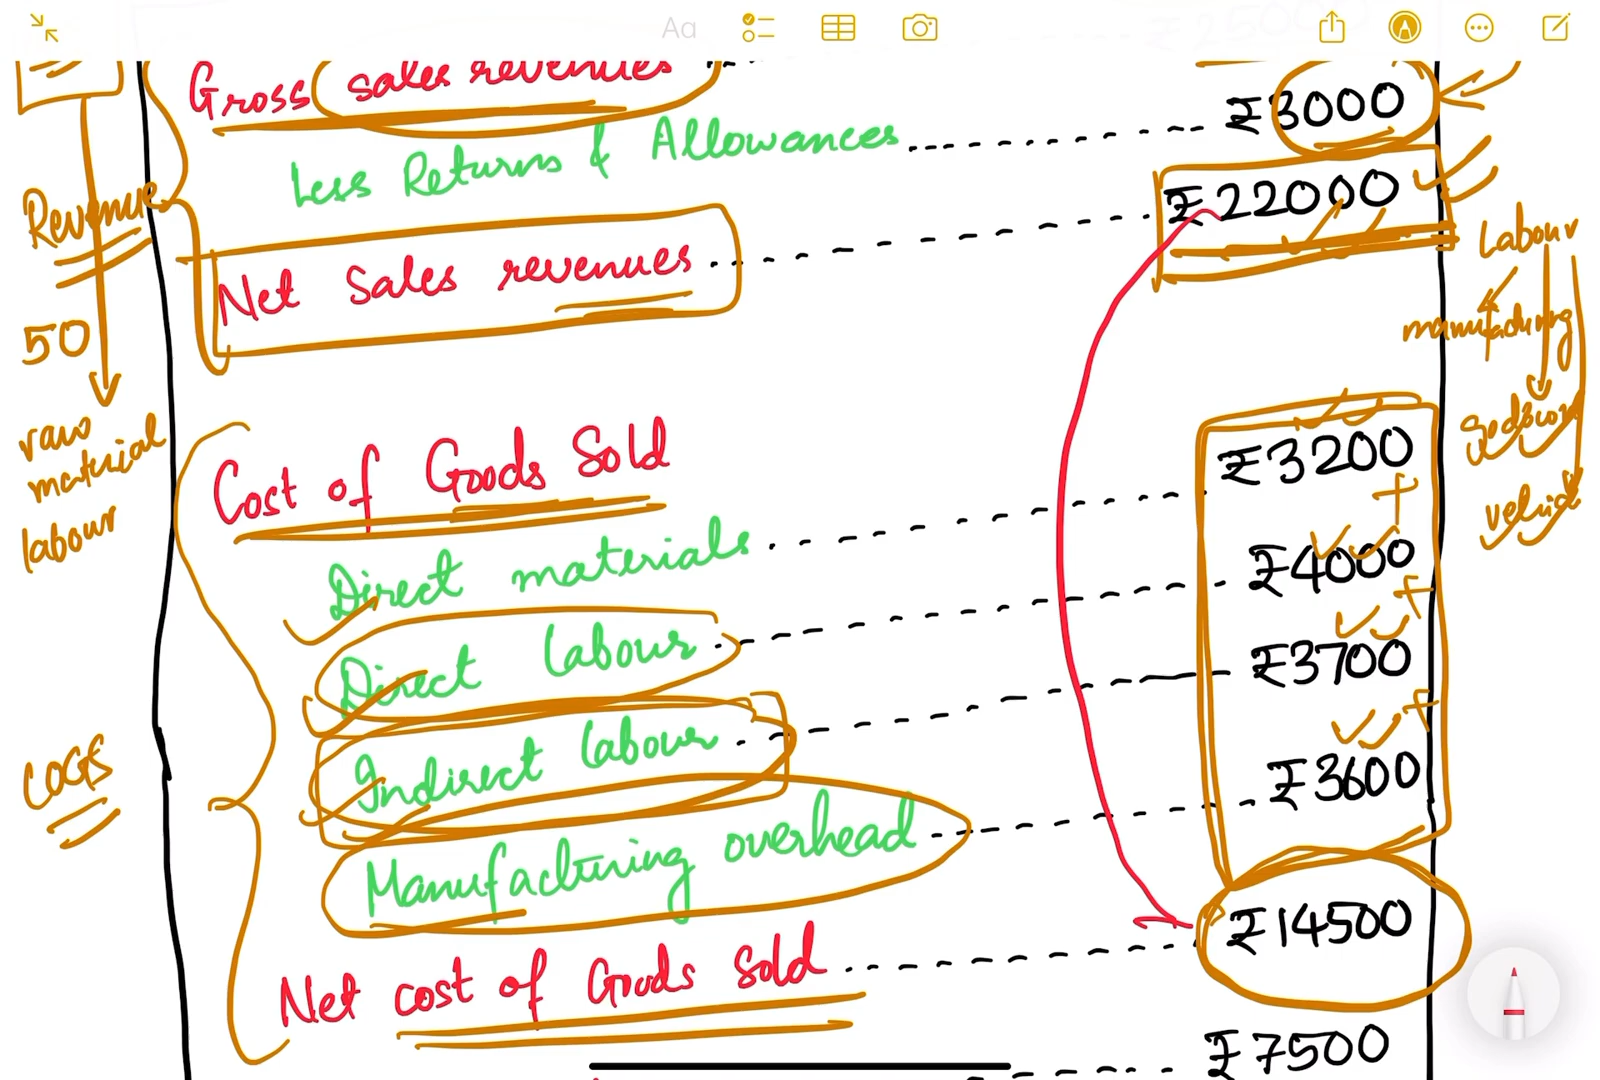 Aa
₹25000
Gross sales revenues
Less Returns & Allowances ₹3000
Net Sales revenues ₹22000
Cost of Goods Sold
Direct materials ₹3200
Direct labour ₹4000
Indirect labour ₹3700
Manufacturing overhead ₹3600
Net cost of Goods Sold ₹14500
₹7500
Revenue
50
raw
material
labour
COGS
Labour
manufacturing
vehicle